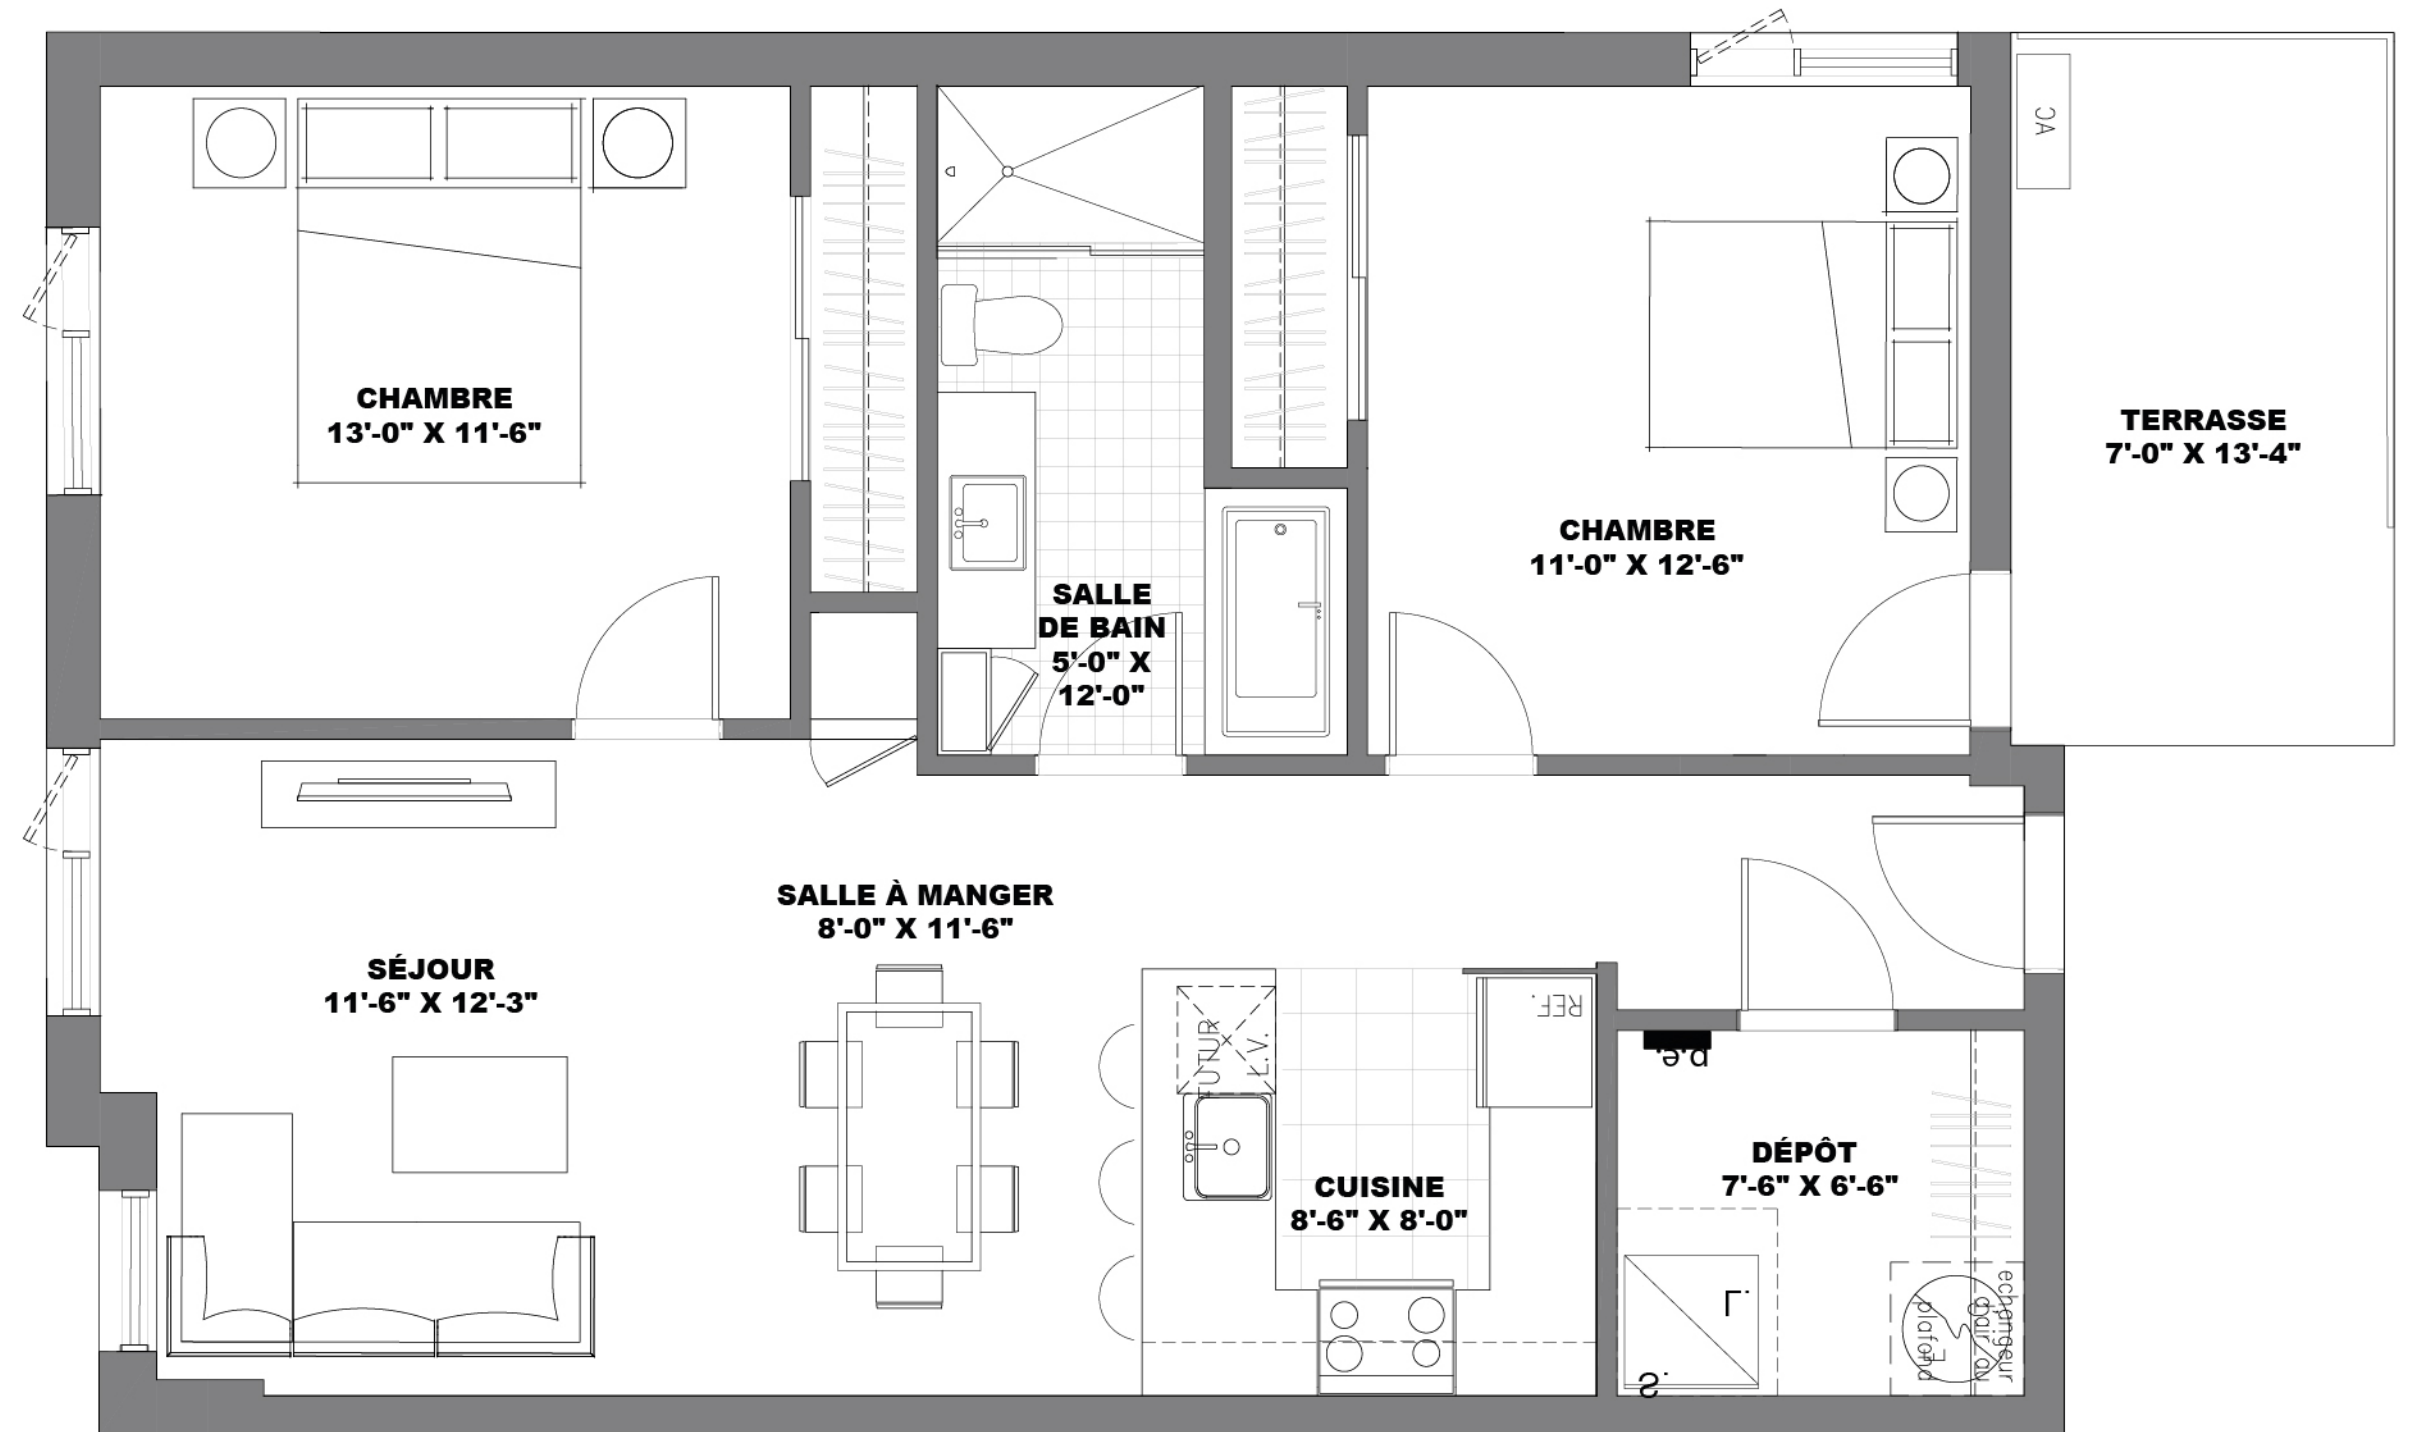 AC
CHAMBRE
13'-0" X 11'-6"
TERRASSE
7'-0" X 13'-4"
CHAMBRE
11'-0" X 12'-6"
SALLE
DE BAIN
5'-0" X
12'-0"
SALLE À MANGER
8'-0" X 11'-6"
SÉJOUR
11'-6" X 12'-3"
REF.
FUTUR
L.V.
p.é.
CUISINE
8'-6" X 8'-0"
DÉPÔT
7'-6" X 6'-6"
L.
S.
echangeur
d'air au
plafond